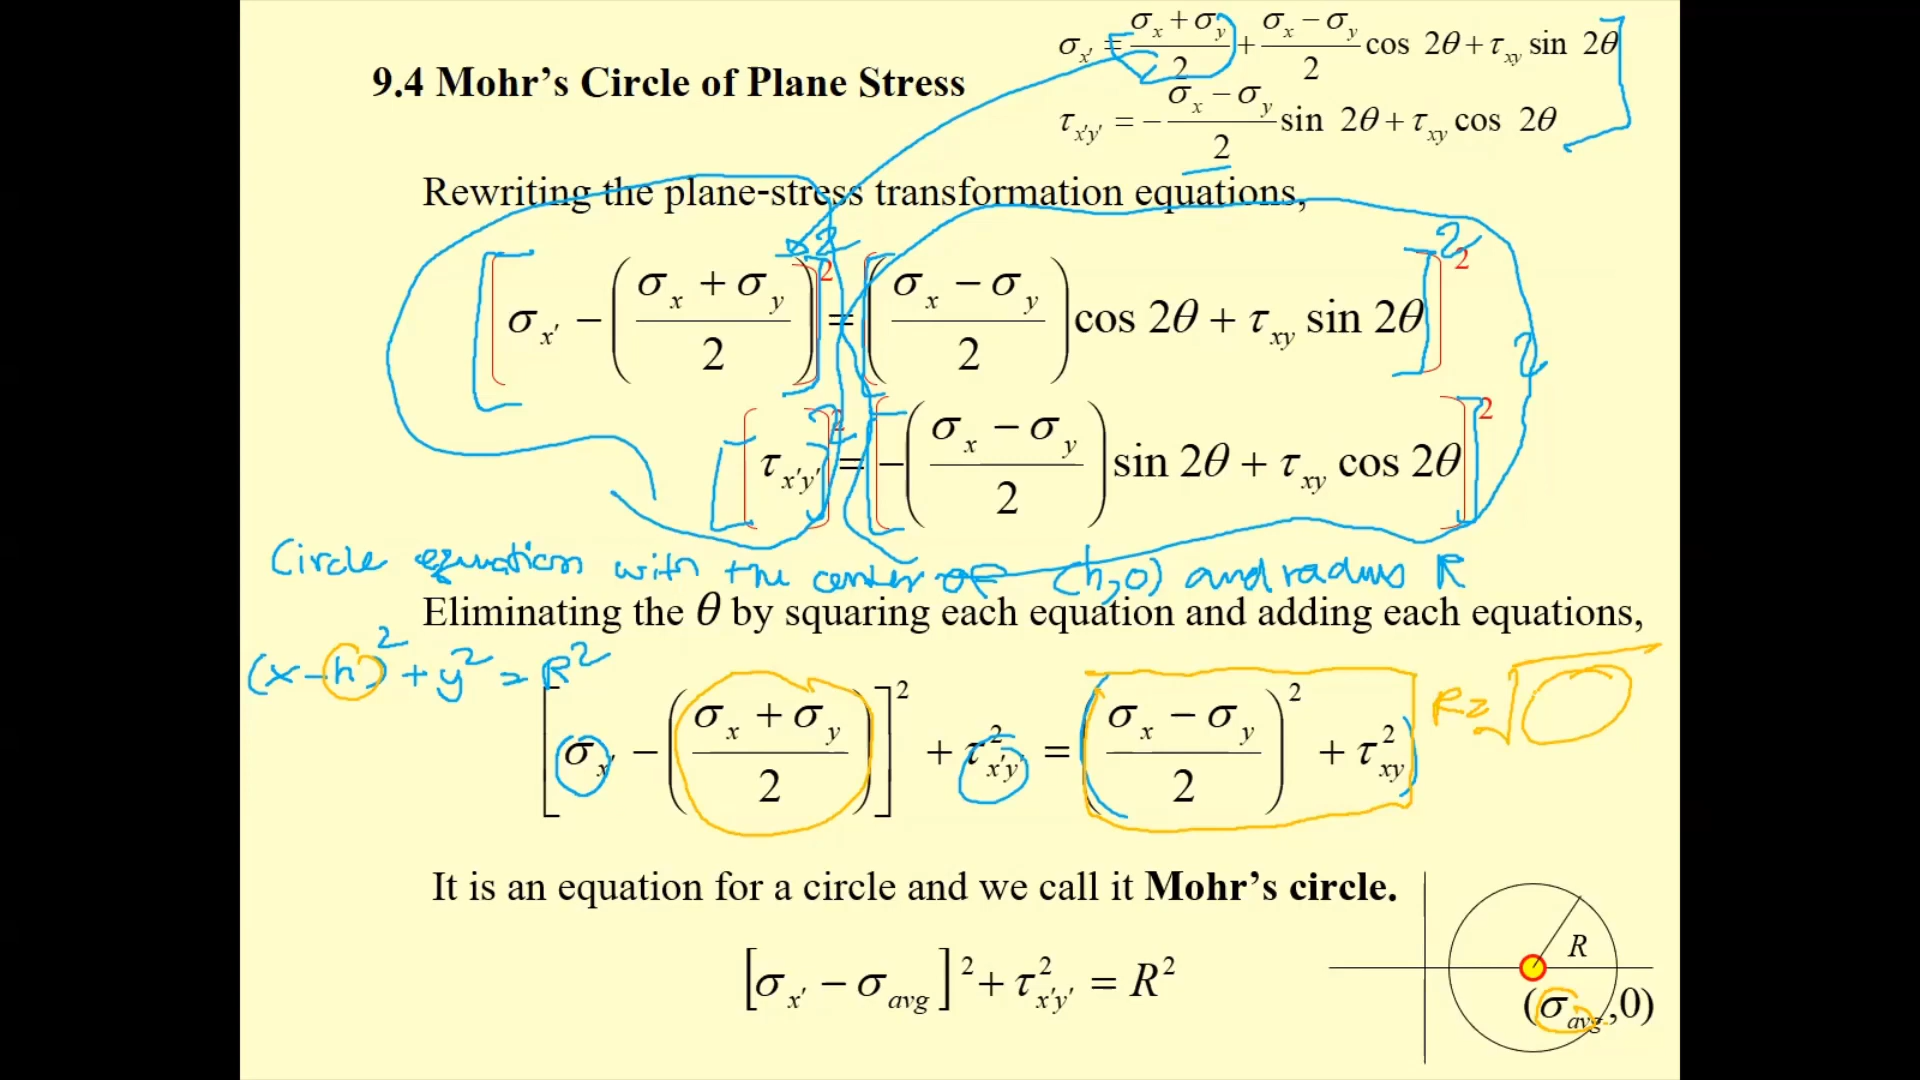 σx' = (σx + σy)/2 + (σx − σy)/2 cos 2θ + τxy sin 2θ
9.4 Mohr’s Circle of Plane Stress
τx'y' = − (σx − σy)/2 sin 2θ + τxy cos 2θ
Rewriting the plane-stress transformation equations,
[σx' − ((σx + σy)/2)]² = [((σx − σy)/2) cos 2θ + τxy sin 2θ]²
[τx'y']² = [−((σx − σy)/2) sin 2θ + τxy cos 2θ]²
Circle equation with the center of (h,0) and radius R
Eliminating the θ by squaring each equation and adding each equations,
(x − h)² + y² = R²
[σx' − ((σx + σy)/2)]² + τ²x'y' = ((σx − σy)/2)² + τ²xy R = √
It is an equation for a circle and we call it Mohr’s circle.
[σx' − σavg]² + τ²x'y' = R²
R
(σavg,0)